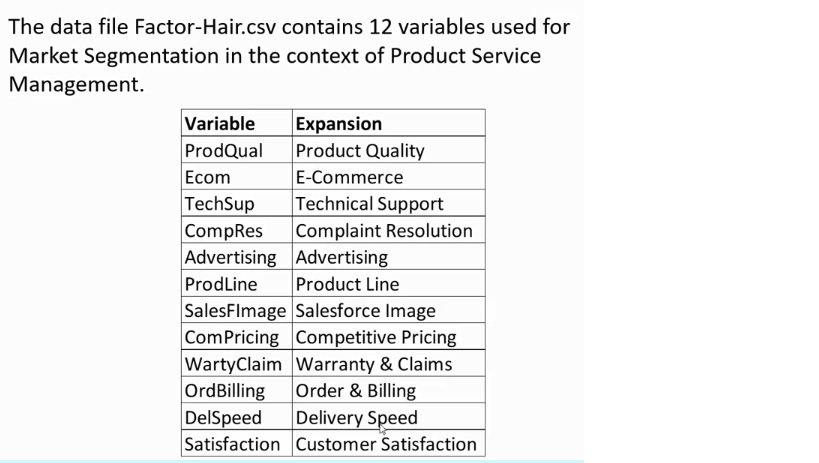 The data file Factor-Hair.csv contains 12 variables used for
Market Segmentation in the context of Product Service
Management.
Variable Expansion
ProdQual Product Quality
Ecom E-Commerce
TechSup Technical Support
CompRes Complaint Resolution
Advertising Advertising
ProdLine Product Line
SalesFImage Salesforce Image
ComPricing Competitive Pricing
WartyClaim Warranty & Claims
OrdBilling Order & Billing
DelSpeed Delivery Speed
Satisfaction Customer Satisfaction